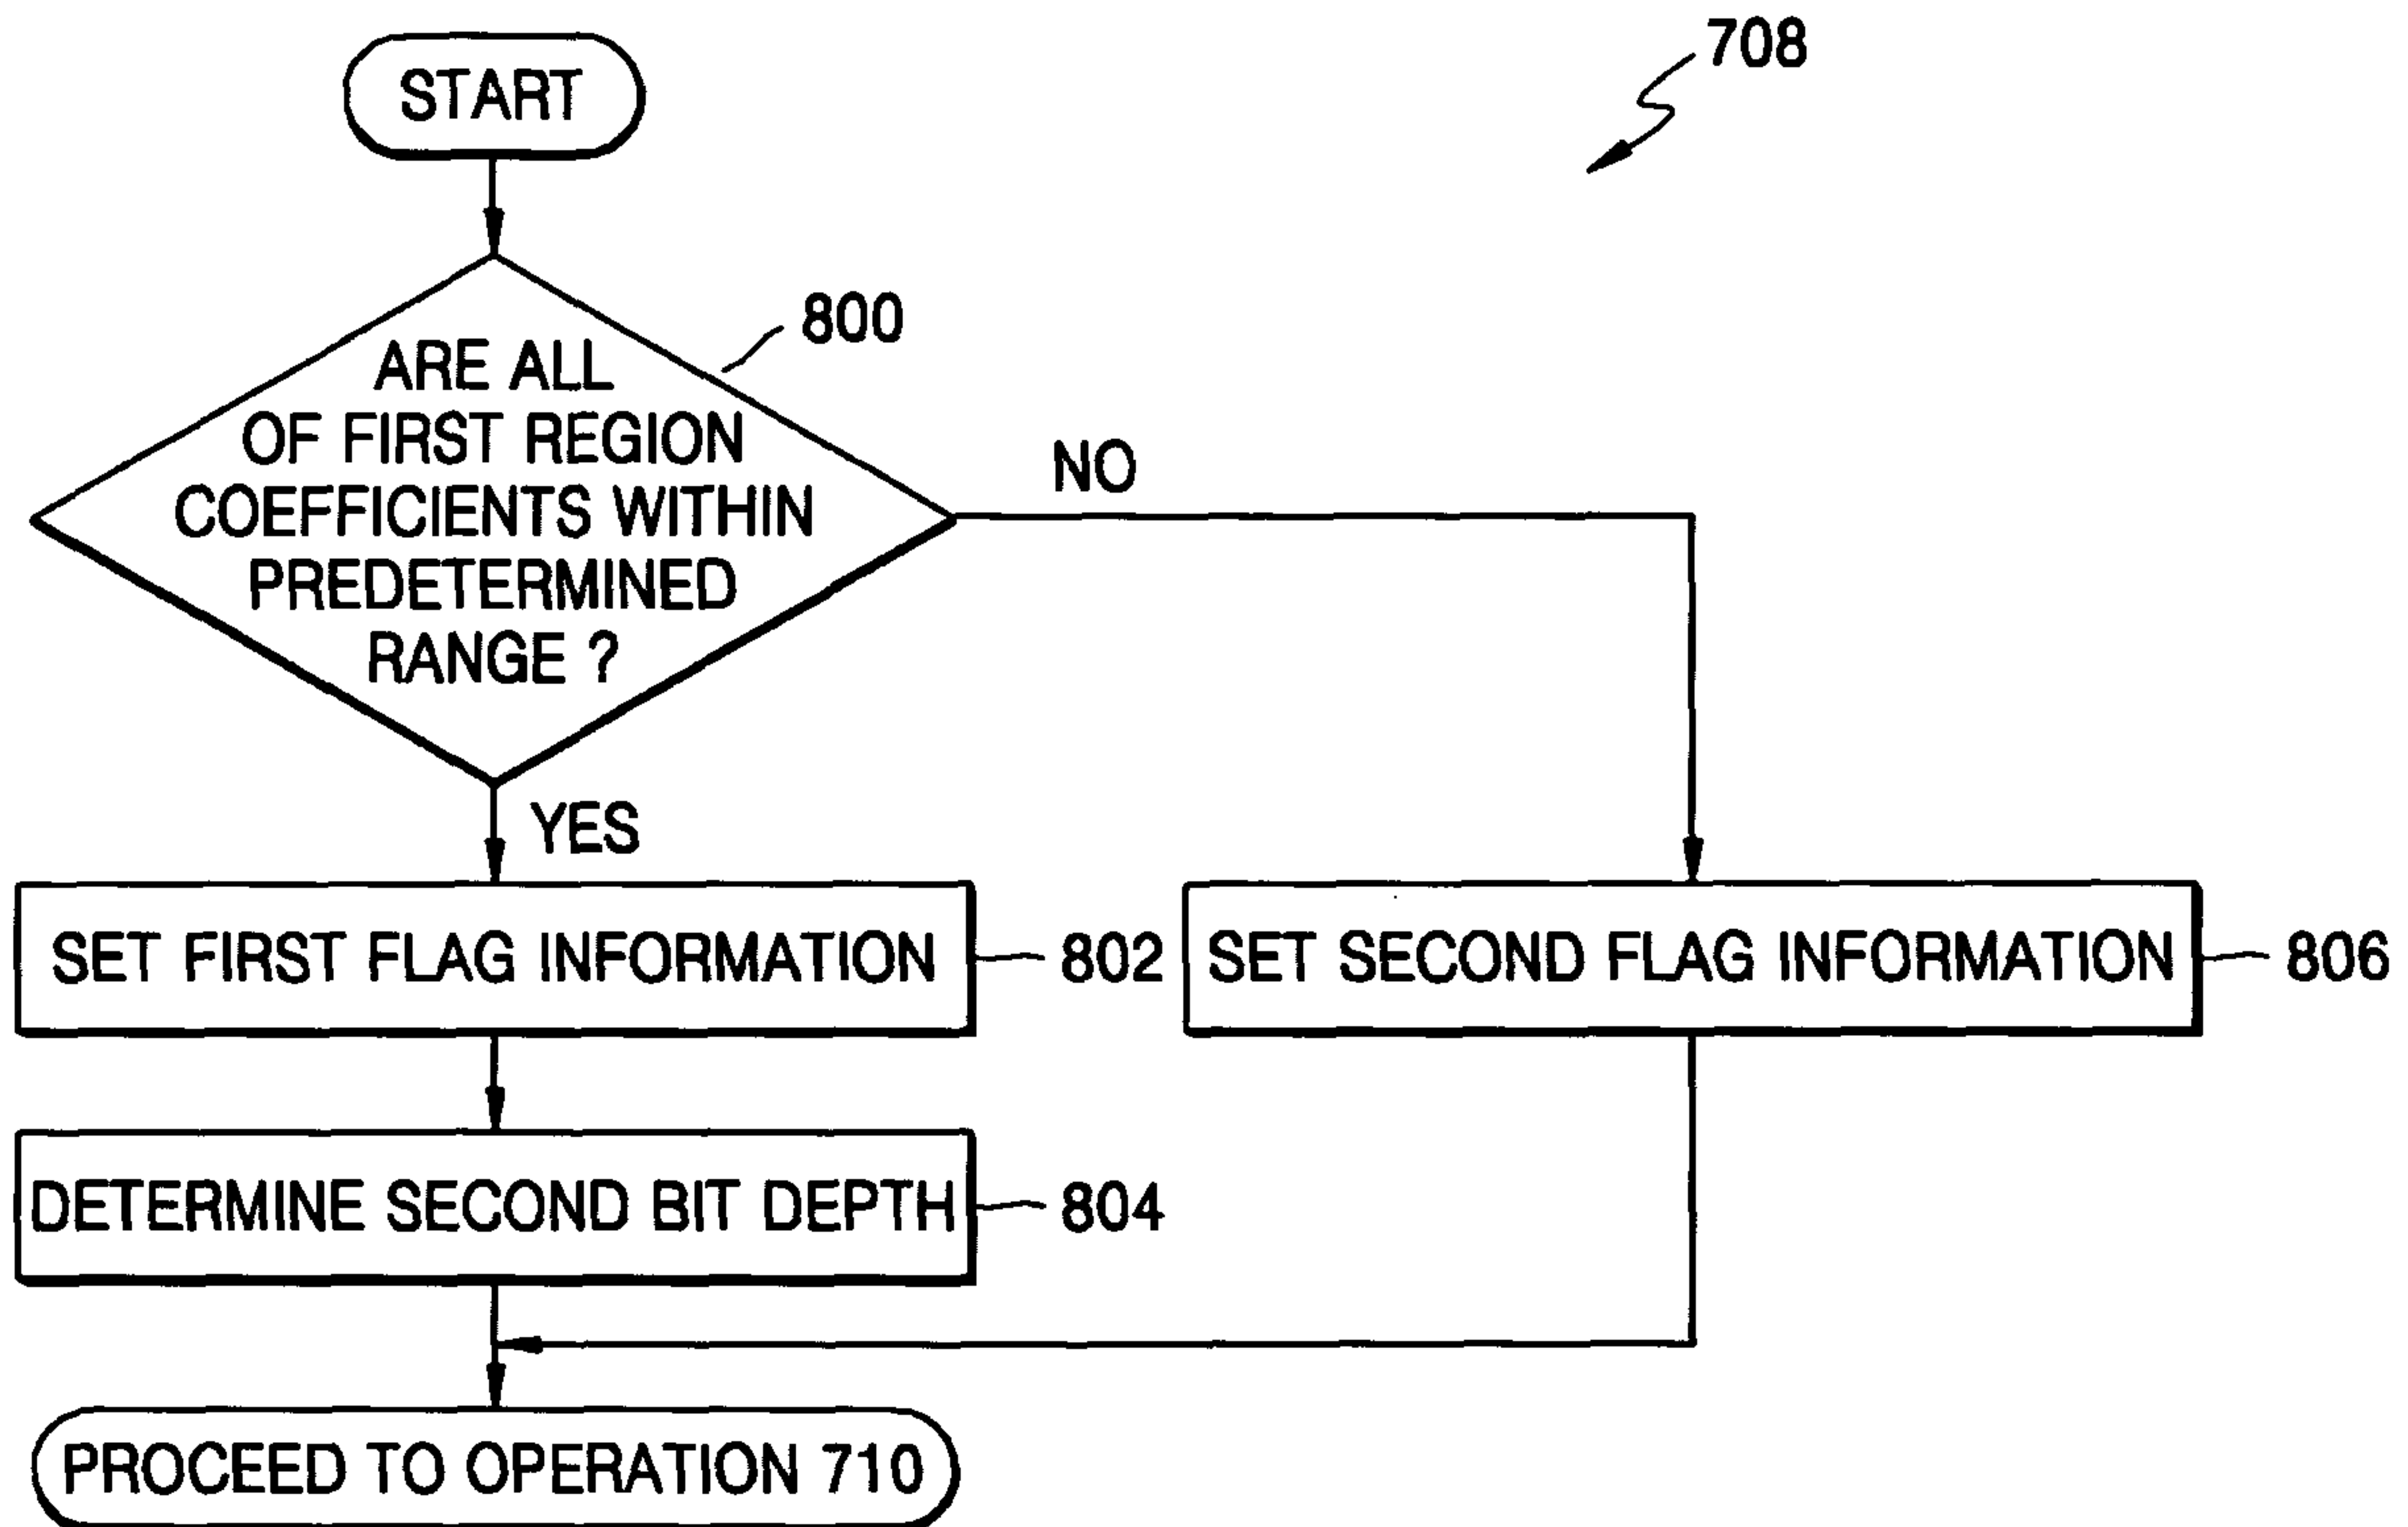 START
708
800
ARE ALL
OF FIRST REGION
COEFFICIENTS WITHIN
PREDETERMINED
RANGE ?
NO
YES
SET FIRST FLAG INFORMATION
802
SET SECOND FLAG INFORMATION
806
DETERMINE SECOND BIT DEPTH
804
PROCEED TO OPERATION 710